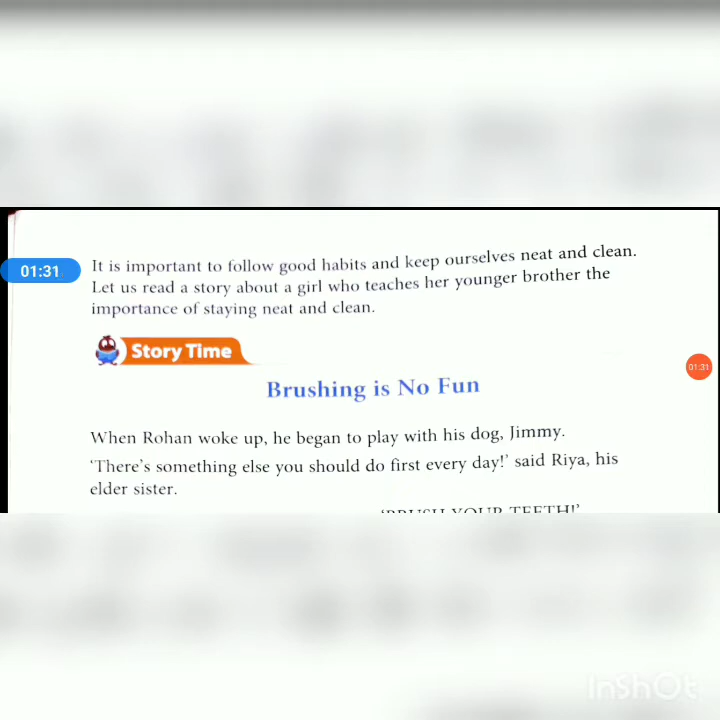 It is important to follow good habits and keep ourselves neat and clean.
01:31
Let us read a story about a girl who teaches her younger brother the
importance of staying neat and clean.
Story Time
01:31
Brushing is No Fun
When Rohan woke up, he began to play with his dog, Jimmy.
‘There’s something else you should do first every day!’ said Riya, his
elder sister.
‘BRUSH YOUR TEETH!’
InShOt